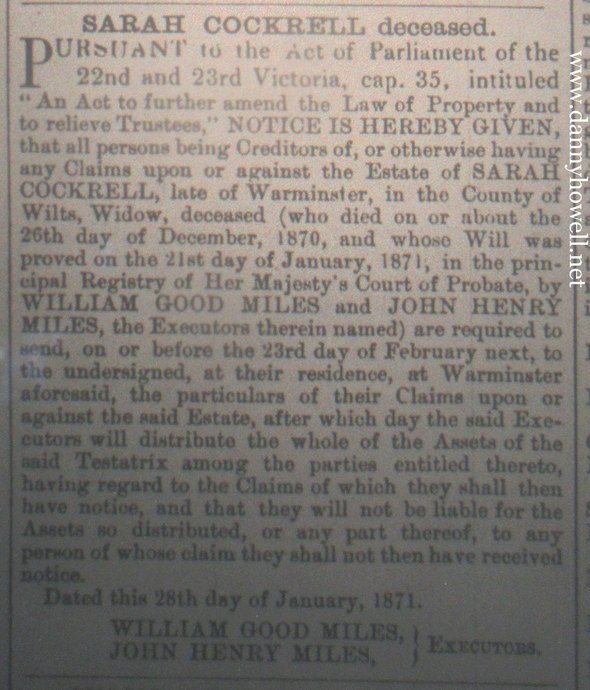 SARAH COCKRELL deceased.
PURSUANT to the Act of Parliament of the
22nd and 23rd Victoria, cap. 35, intituled
"An Act to further amend the Law of Property and
to relieve Trustees," NOTICE IS HEREBY GIVEN,
that all persons being Creditors of, or otherwise having
any Claims upon or against the Estate of SARAH
COCKRELL, late of Warminster, in the County of
Wilts, Widow, deceased (who died on or about the
26th day of December, 1870, and whose Will was
proved on the 21st day of January, 1871, in the prin-
cipal Registry of Her Majesty's Court of Probate, by
WILLIAM GOOD MILES and JOHN HENRY
MILES, the Executors therein named) are required to
send, on or before the 23rd day of February next, to
the undersigned, at their residence, at Warminster
aforesaid, the particulars of their Claims upon or
against the said Estate, after which day the said Exe-
cutors will distribute the whole of the Assets of the
said Testatrix among the parties entitled thereto,
having regard to the Claims of which they shall then
have notice, and that they will not be liable for the
Assets so distributed, or any part thereof, to any
person of whose claim they shall not then have received
notice.
Dated this 28th day of January, 1871.
WILLIAM GOOD MILES,
JOHN HENRY MILES,
} EXECUTORS.
www.dannyhowell.net